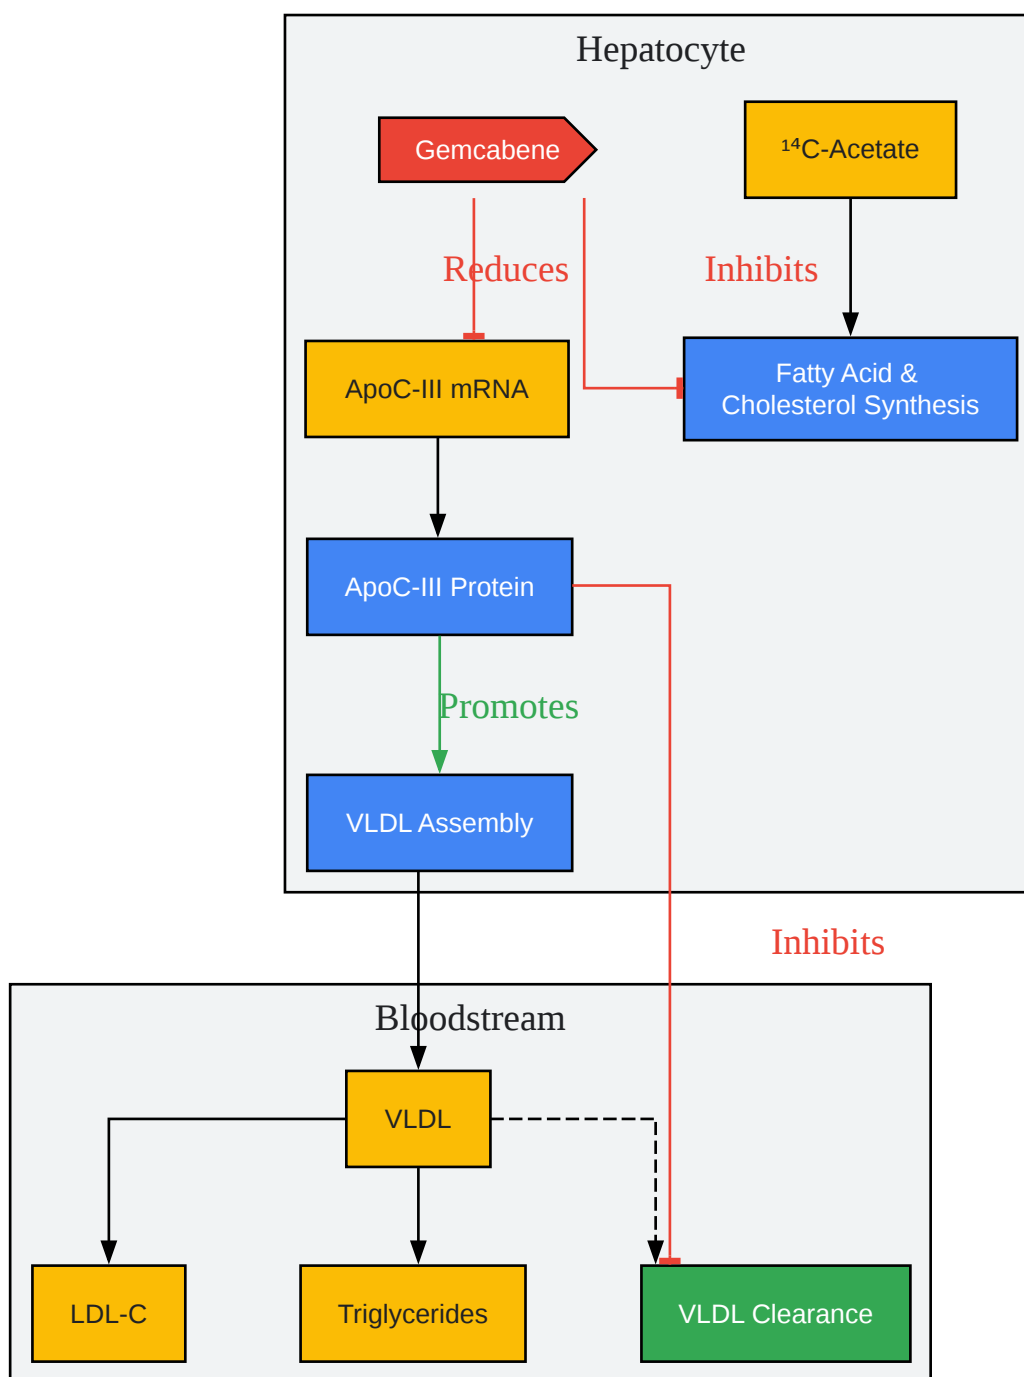 Hepatocyte
Gemcabene
¹⁴C-Acetate
Reduces
Inhibits
ApoC-III mRNA
Fatty Acid &
Cholesterol Synthesis
ApoC-III Protein
Promotes
VLDL Assembly
Inhibits
Bloodstream
VLDL
LDL-C
Triglycerides
VLDL Clearance